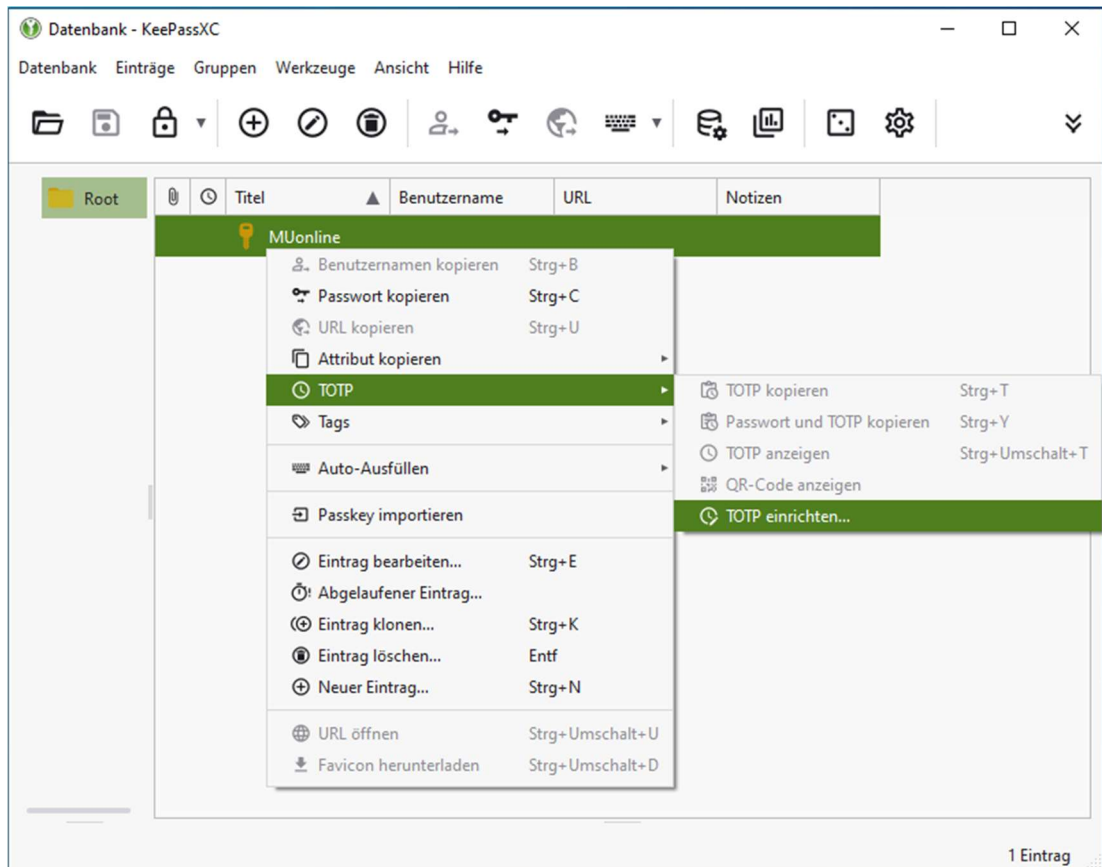 Datenbank - KeePassXC
Datenbank Einträge Gruppen Werkzeuge Ansicht Hilfe
Root
Titel Benutzername URL Notizen
MUonline
Benutzernamen kopieren Strg+B
Passwort kopieren Strg+C
URL kopieren Strg+U
Attribut kopieren
TOTP
Tags
Auto-Ausfüllen
Passkey importieren
Eintrag bearbeiten... Strg+E
Abgelaufener Eintrag...
Eintrag klonen... Strg+K
Eintrag löschen... Entf
Neuer Eintrag... Strg+N
URL öffnen Strg+Umschalt+U
Favicon herunterladen Strg+Umschalt+D
TOTP kopieren Strg+T
Passwort und TOTP kopieren Strg+Y
TOTP anzeigen Strg+Umschalt+T
QR-Code anzeigen
TOTP einrichten...
1 Eintrag